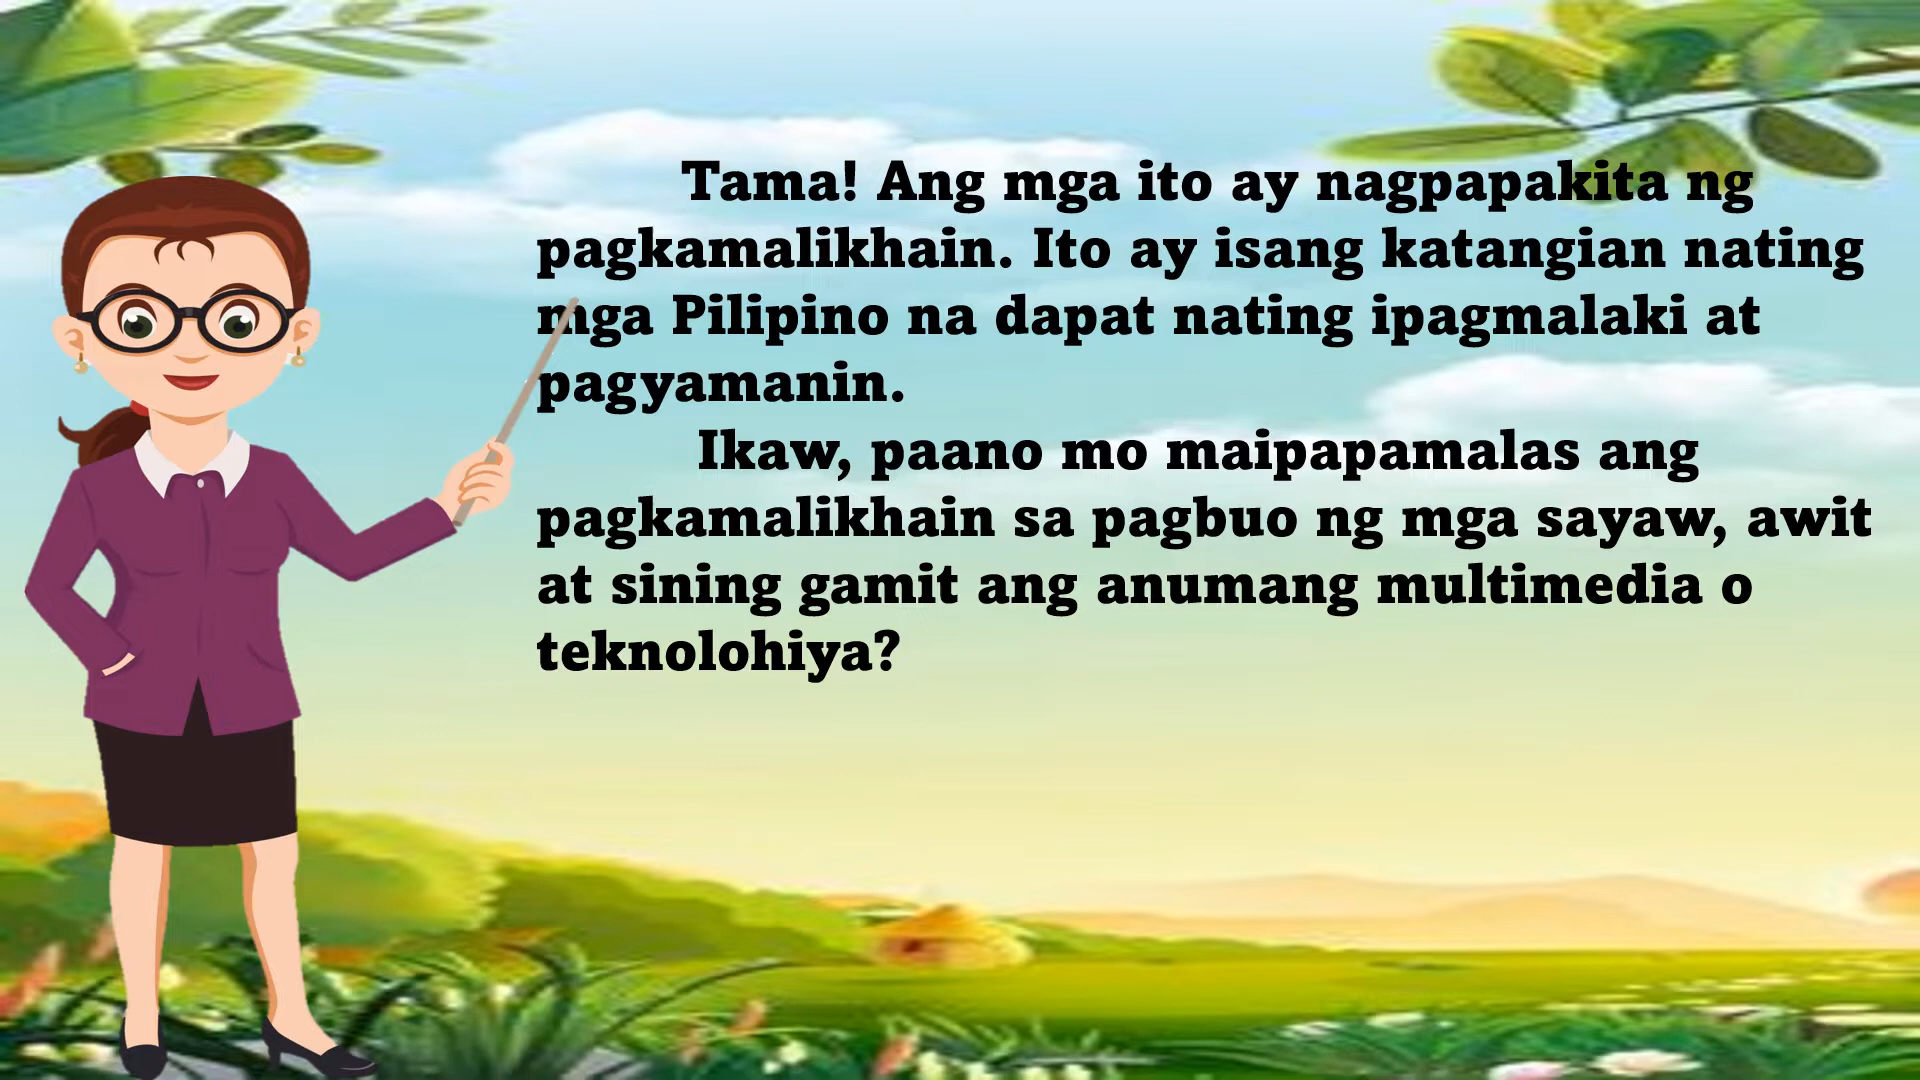 Tama! Ang mga ito ay nagpapakita ng
pagkamalikhain. Ito ay isang katangian nating
mga Pilipino na dapat nating ipagmalaki at
pagyamanin.
Ikaw, paano mo maipapamalas ang
pagkamalikhain sa pagbuo ng mga sayaw, awit
at sining gamit ang anumang multimedia o
teknolohiya?